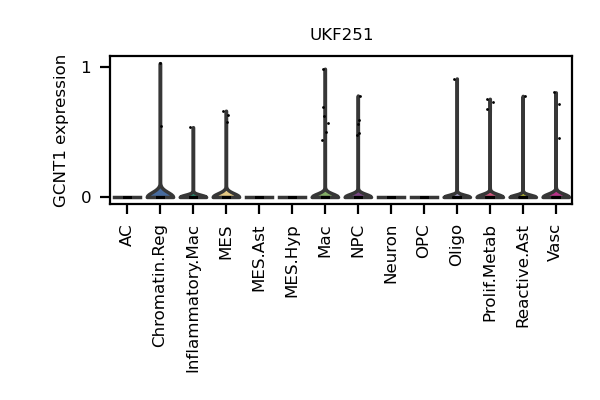 UKF251
GCNT1 expression
1
0
AC
Chromatin.Reg
Inflammatory.Mac
MES
MES.Ast
MES.Hyp
Mac
NPC
Neuron
OPC
Oligo
Prolif.Metab
Reactive.Ast
Vasc